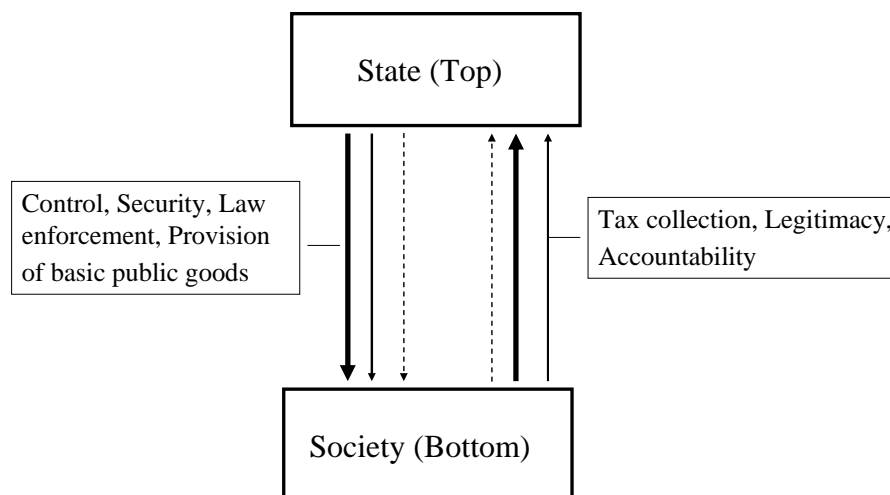 State (Top)
Control, Security, Law
enforcement, Provision
of basic public goods
Tax collection, Legitimacy,
Accountability
Society (Bottom)